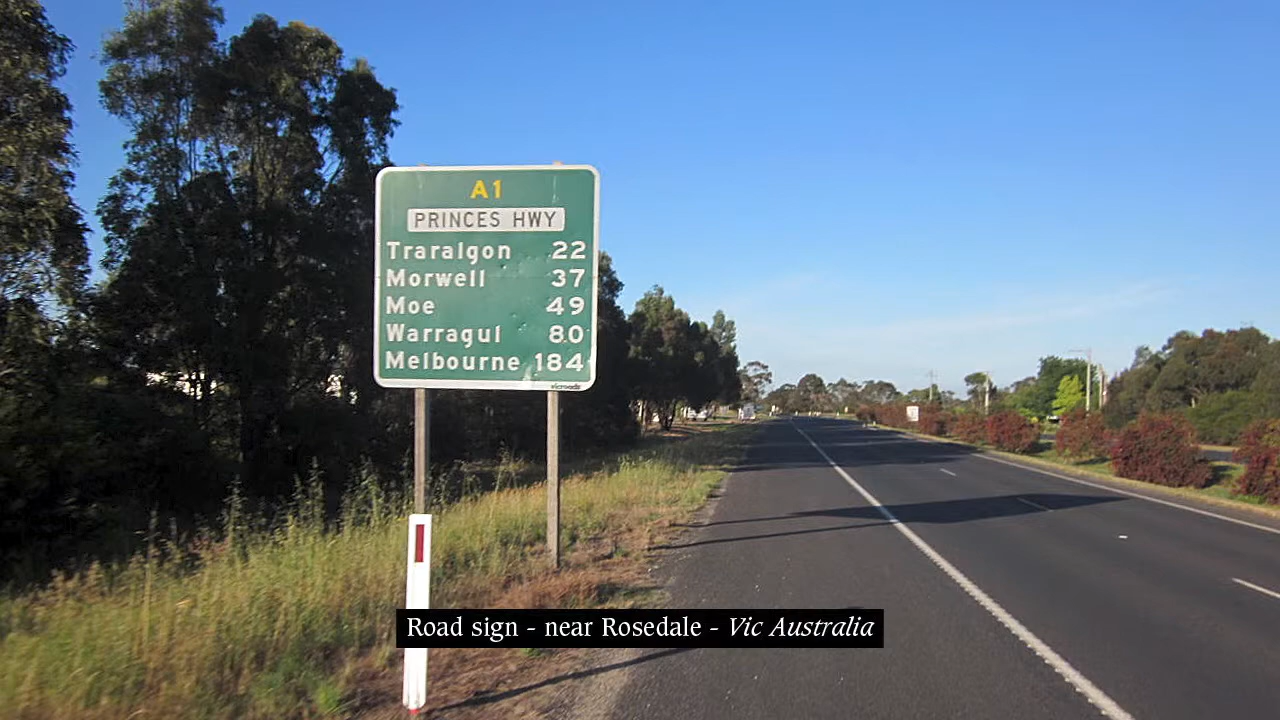 A1
PRINCES HWY
Traralgon 22
Morwell 37
Moe 49
Warragul 80
Melbourne 184
vicroads
Road sign - near Rosedale - Vic Australia